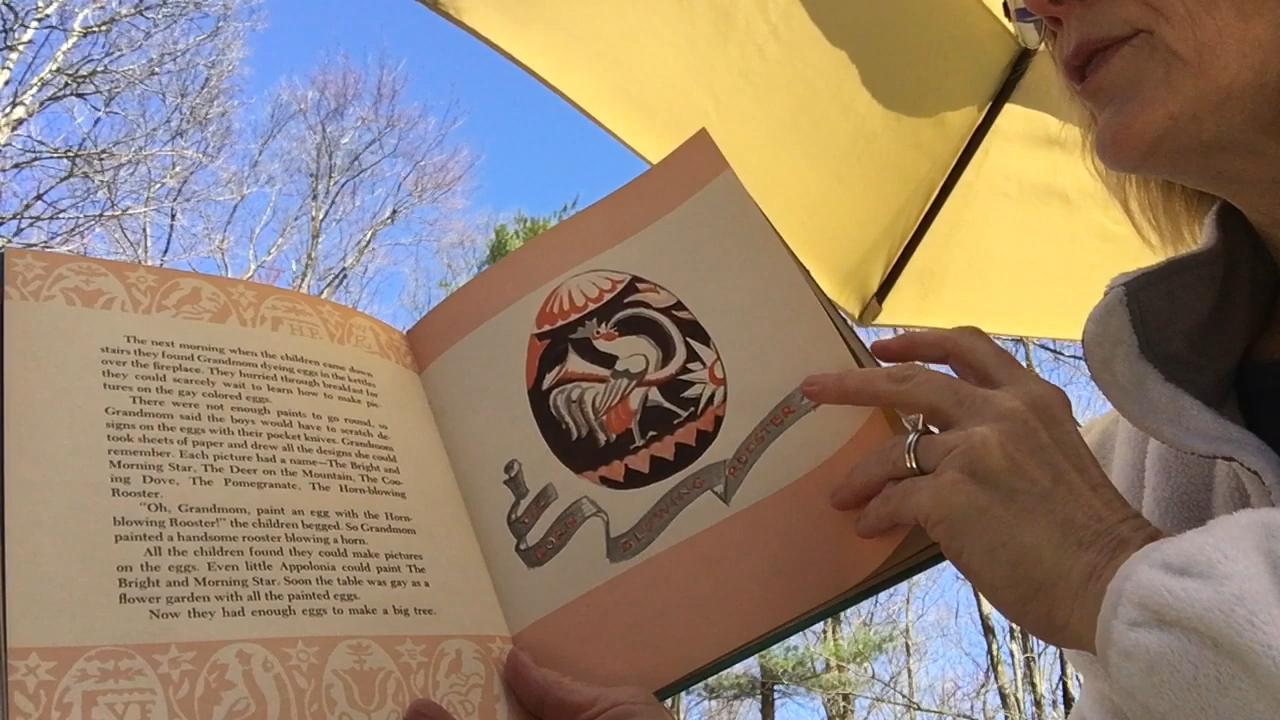 The next morning when the children came down
stairs they found Grandmom dyeing eggs in the kettles
over the fireplace. They hurried through breakfast for
they could scarcely wait to learn how to make pic-
tures on the gay colored eggs.
There were not enough paints to go round, so
Grandmom said the boys would have to scratch de-
signs on the eggs with their pocket knives. Grandmom
took sheets of paper and drew all the designs she could
remember. Each picture had a name—The Bright and
Morning Star, The Deer on the Mountain, The Coo-
ing Dove, The Pomegranate, The Horn-blowing
Rooster.
"Oh, Grandmom, paint an egg with the Horn-
blowing Rooster!" the children begged. So Grandmom
painted a handsome rooster blowing a horn.
All the children found they could make pictures
on the eggs. Even little Appolonia could paint The
Bright and Morning Star. Soon the table was gay as a
flower garden with all the painted eggs.
Now they had enough eggs to make a big tree.
THE HORN BLOWING ROOSTER